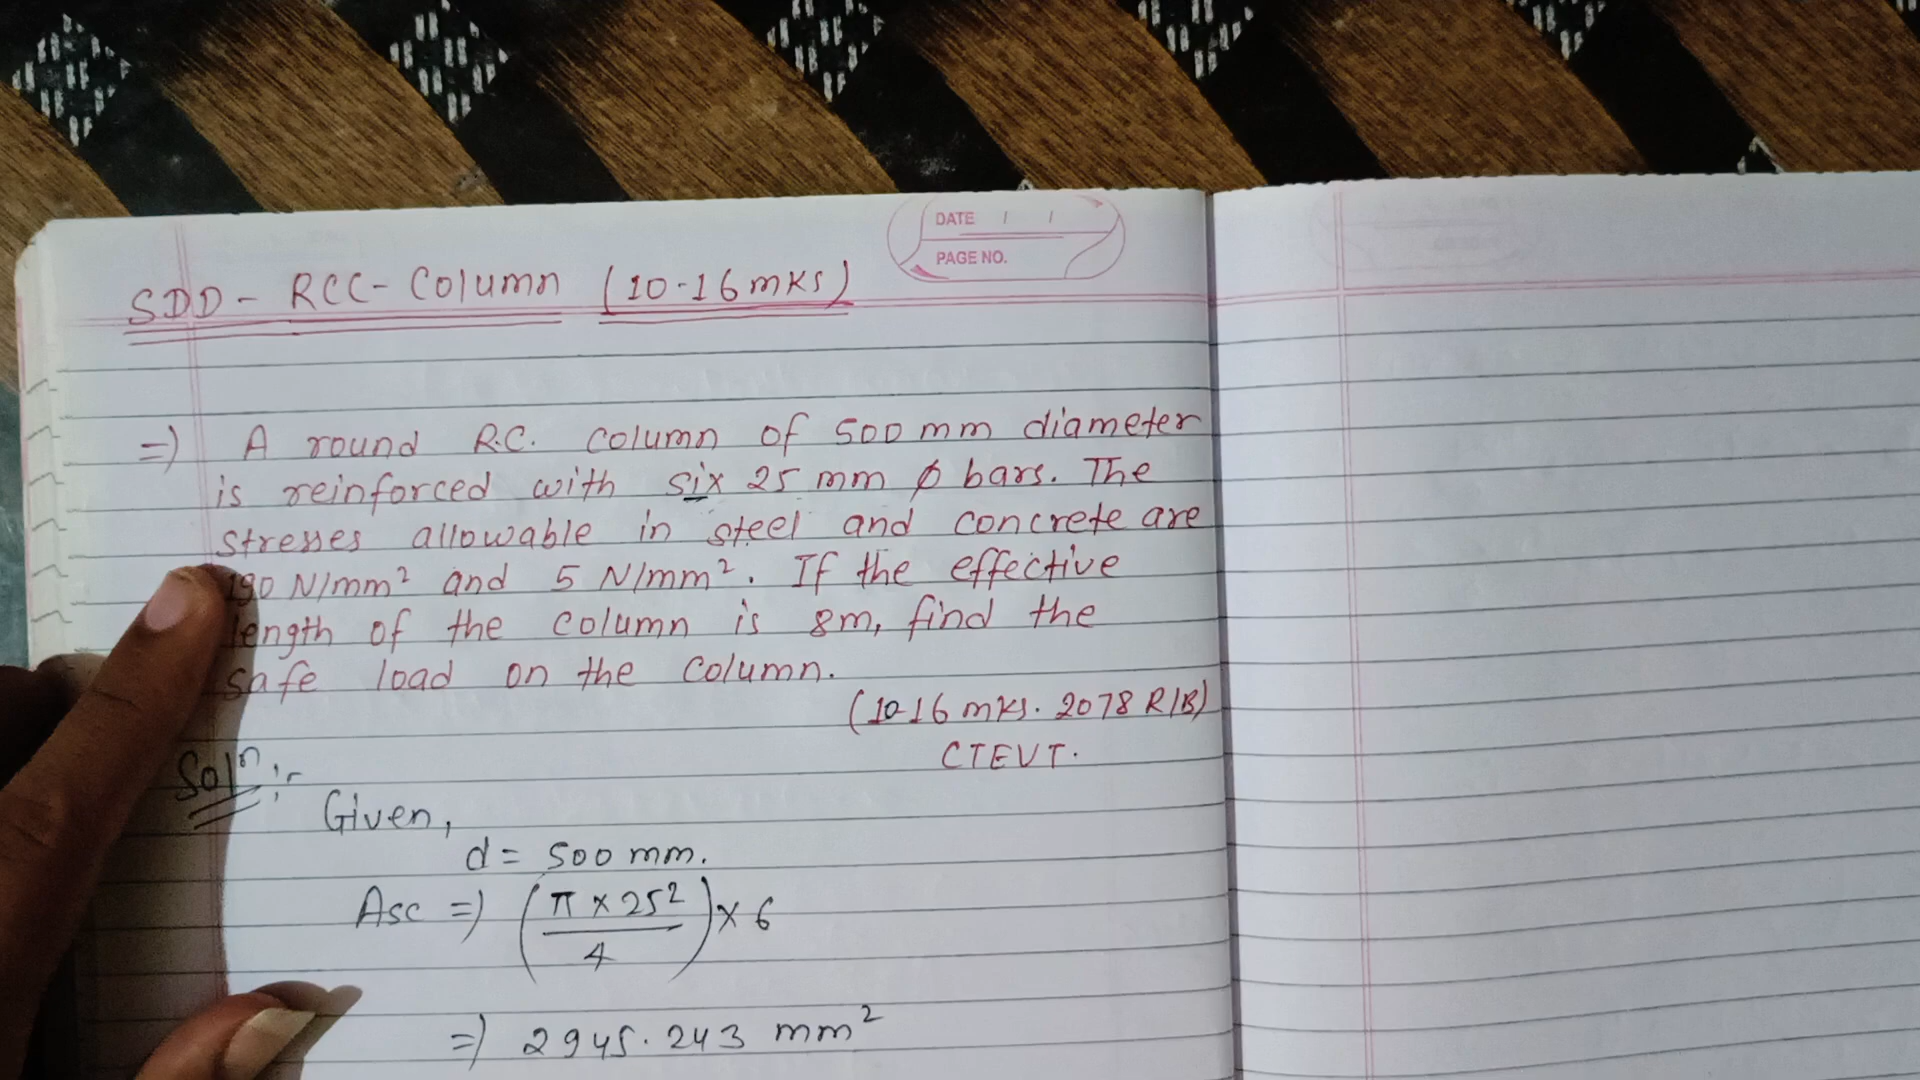 DATE / /
PAGE NO.
SDD - RCC - Column (10-16 mks)
=) A round R.C. column of 500 mm diameter
is reinforced with six 25 mm ϕ bars. The
stresses allowable in steel and concrete are
190 N/mm² and 5 N/mm². If the effective
length of the column is 8m, find the
safe load on the column.
(10-16 mks. 2078 R/B)
CTEVT.
Solⁿ:-
Given,
d = 500 mm.
Asc =) (π × 25² / 4) × 6
=) 2945.243 mm²